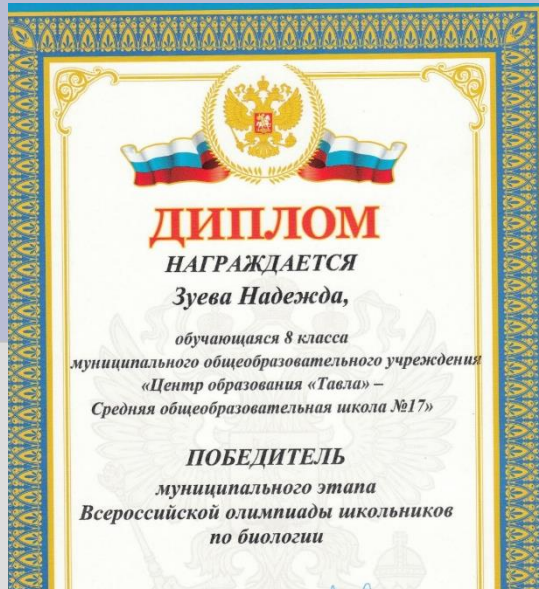 ДИПЛОМ
НАГРАЖДАЕТСЯ
Зуева Надежда,
обучающаяся 8 класса
муниципального общеобразовательного учреждения
«Центр образования «Тавла» –
Средняя общеобразовательная школа №17»
ПОБЕДИТЕЛЬ
муниципального этапа
Всероссийской олимпиады школьников
по биологии